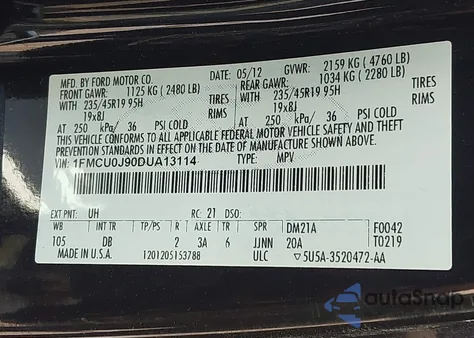 MFD. BY FORD MOTOR CO.
DATE: 05/12 GVWR: 2159 KG ( 4760 LB)
FRONT GAWR: 1125 KG ( 2480 LB) REAR GAWR: 1034 KG ( 2280 LB)
WITH 235/45R19 95H TIRES WITH 235/45R19 95H TIRES
19x8J RIMS 19x8J RIMS
AT 250 kPa/ 36 PSI COLD AT 250 kPa/ 36 PSI COLD
THIS VEHICLE CONFORMS TO ALL APPLICABLE FEDERAL MOTOR VEHICLE SAFETY AND THEFT
PREVENTION STANDARDS IN EFFECT ON THE DATE OF MANUFACTURE SHOWN ABOVE.
VIN: 1FMCU0J90DUA13114 TYPE: MPV
EXT PNT: UH RC: 21 DSO:
WB INT TR TP/PS R AXLE TR SPR DM21A F0042
105 DB 2 3A 6 JJNN 20A T0219
MADE IN U.S.A. 1201205153788 ULC ▽5U5A-3520472-AA
autoSnap